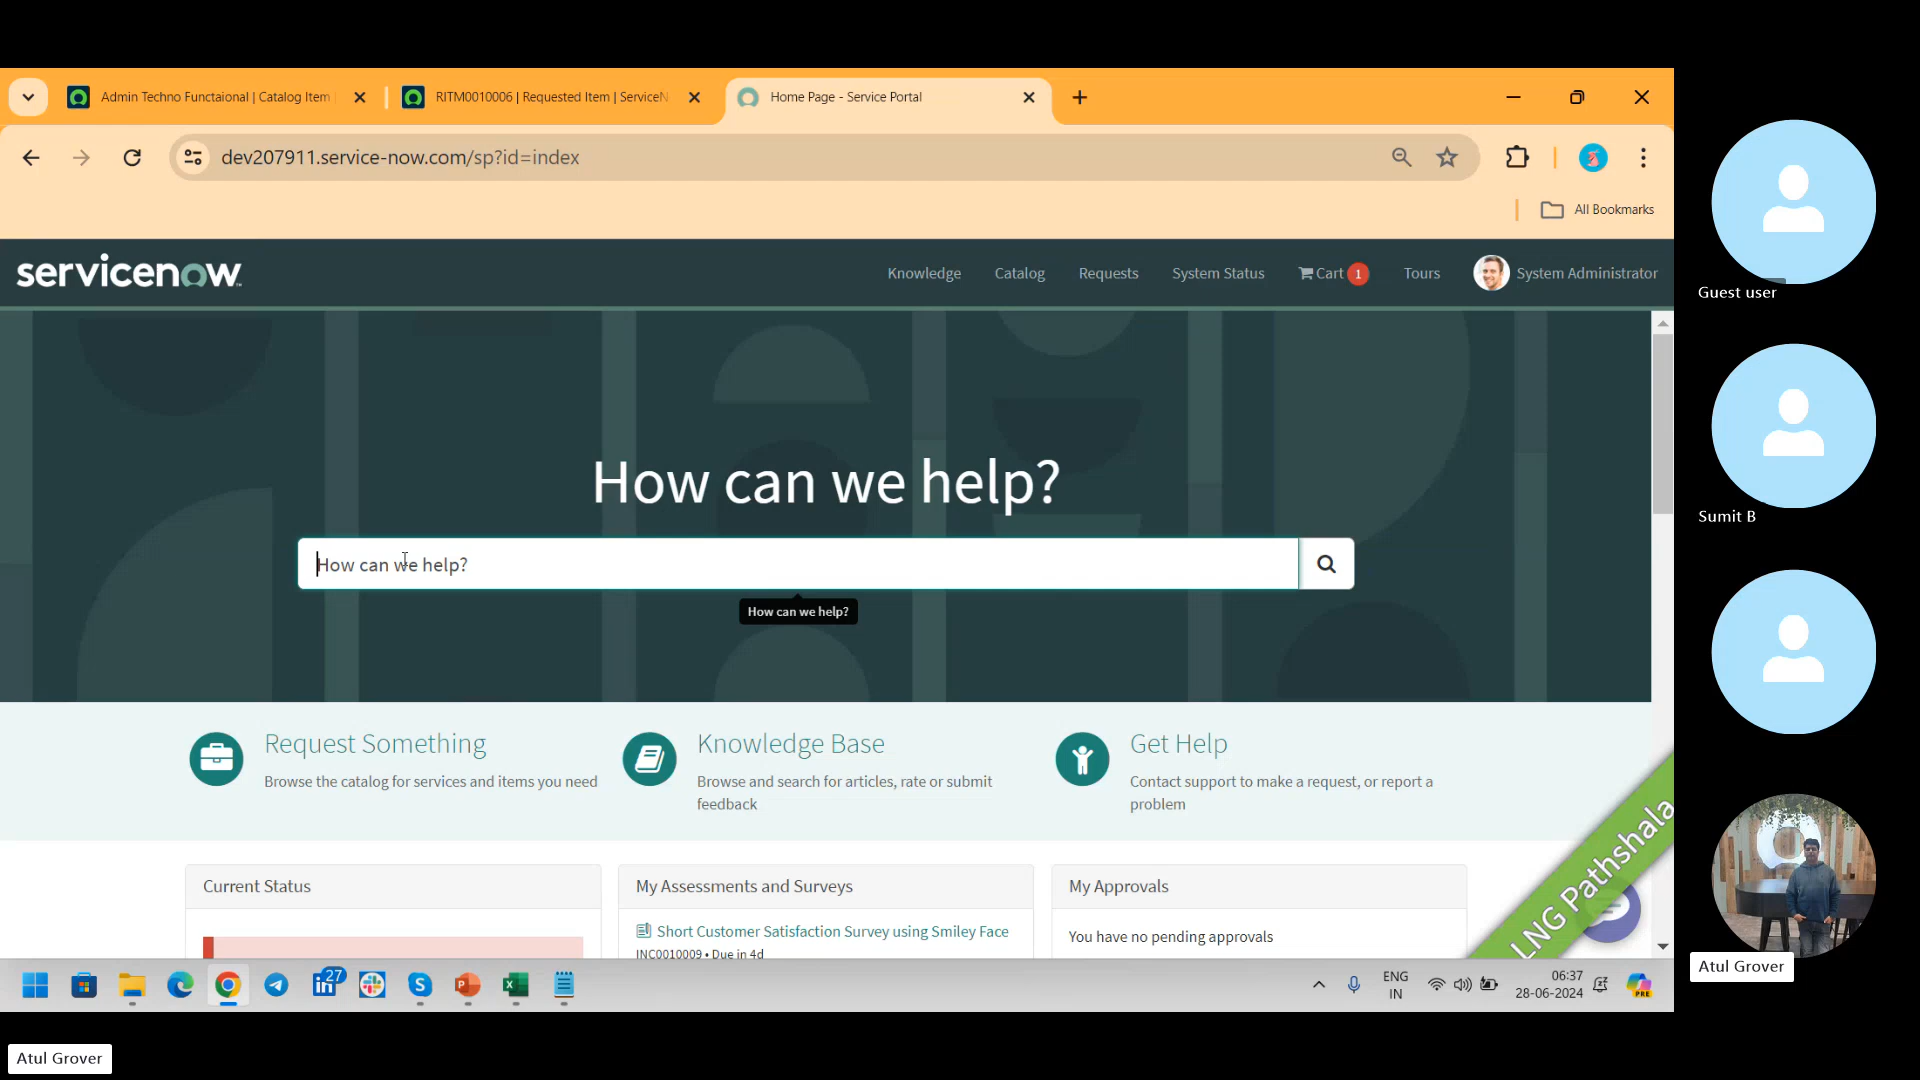 Admin Techno Functaional | Catalog Item
RITM0010006 | Requested Item | ServiceN
Home Page - Service Portal
dev207911.service-now.com/sp?id=index
All Bookmarks
servicenow
Knowledge
Catalog
Requests
System Status
Cart 1
Tours
System Administrator
How can we help?
How can we help?
How can we help?
Request Something
Browse the catalog for services and items you need
Knowledge Base
Browse and search for articles, rate or submit
feedback
Get Help
Contact support to make a request, or report a
problem
Current Status
My Assessments and Surveys
Short Customer Satisfaction Survey using Smiley Face
INC0010009 • Due in 4d
My Approvals
You have no pending approvals
LNG Pathshala
27
ENG
IN
06:37
28-06-2024
PRE
Guest user
Sumit B
Atul Grover
Atul Grover